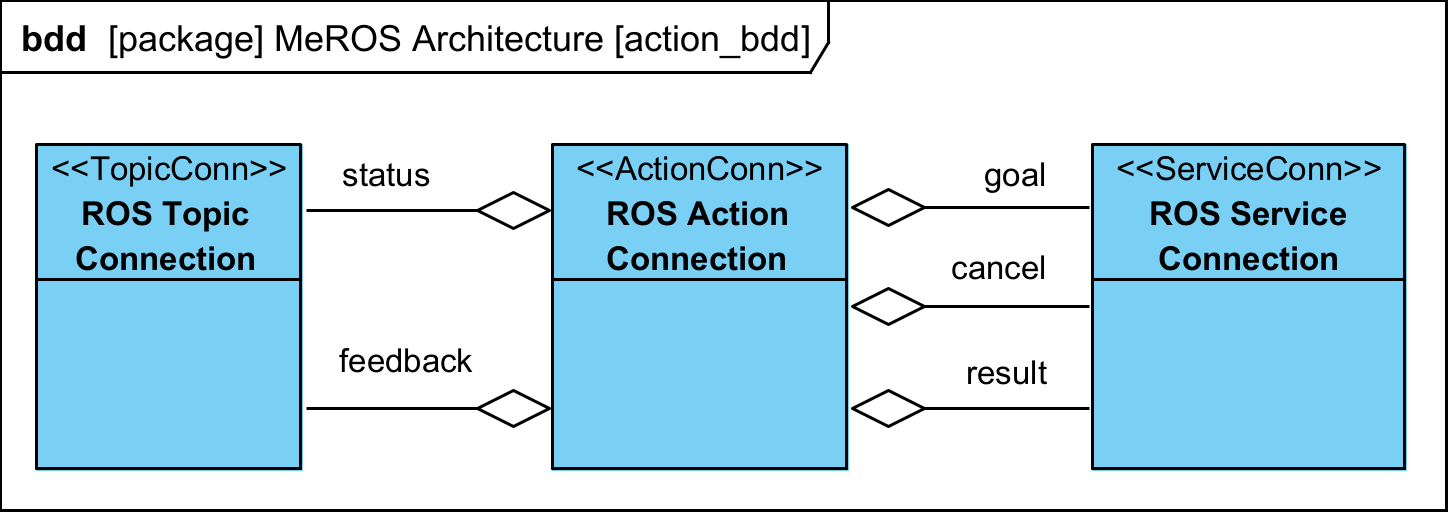 bdd [package] MeROS Architecture [action_bdd]
<<TopicConn>>
ROS Topic
Connection
status
feedback
<<ActionConn>>
ROS Action
Connection
goal
cancel
result
<<ServiceConn>>
ROS Service
Connection